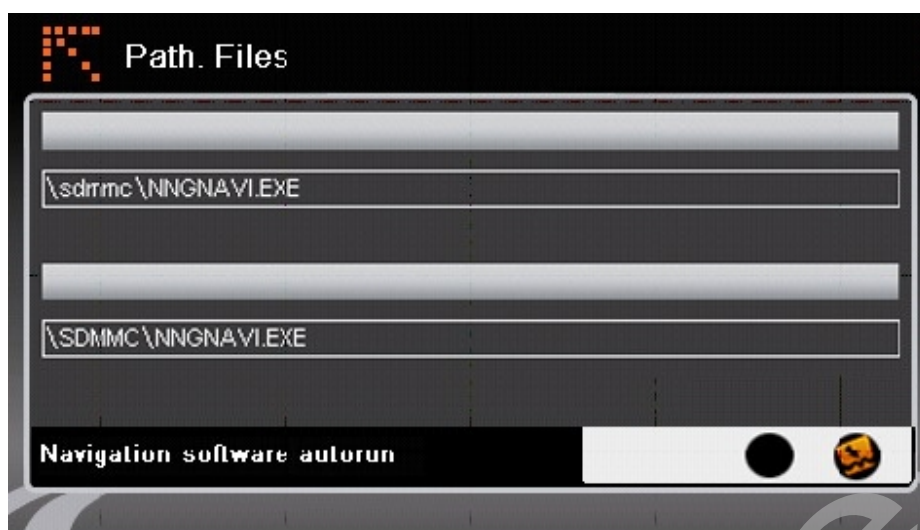 Path. Files
\sdmmc\NNGNAVI.EXE
\SDMMC\NNGNAVI.EXE
Navigation software autorun